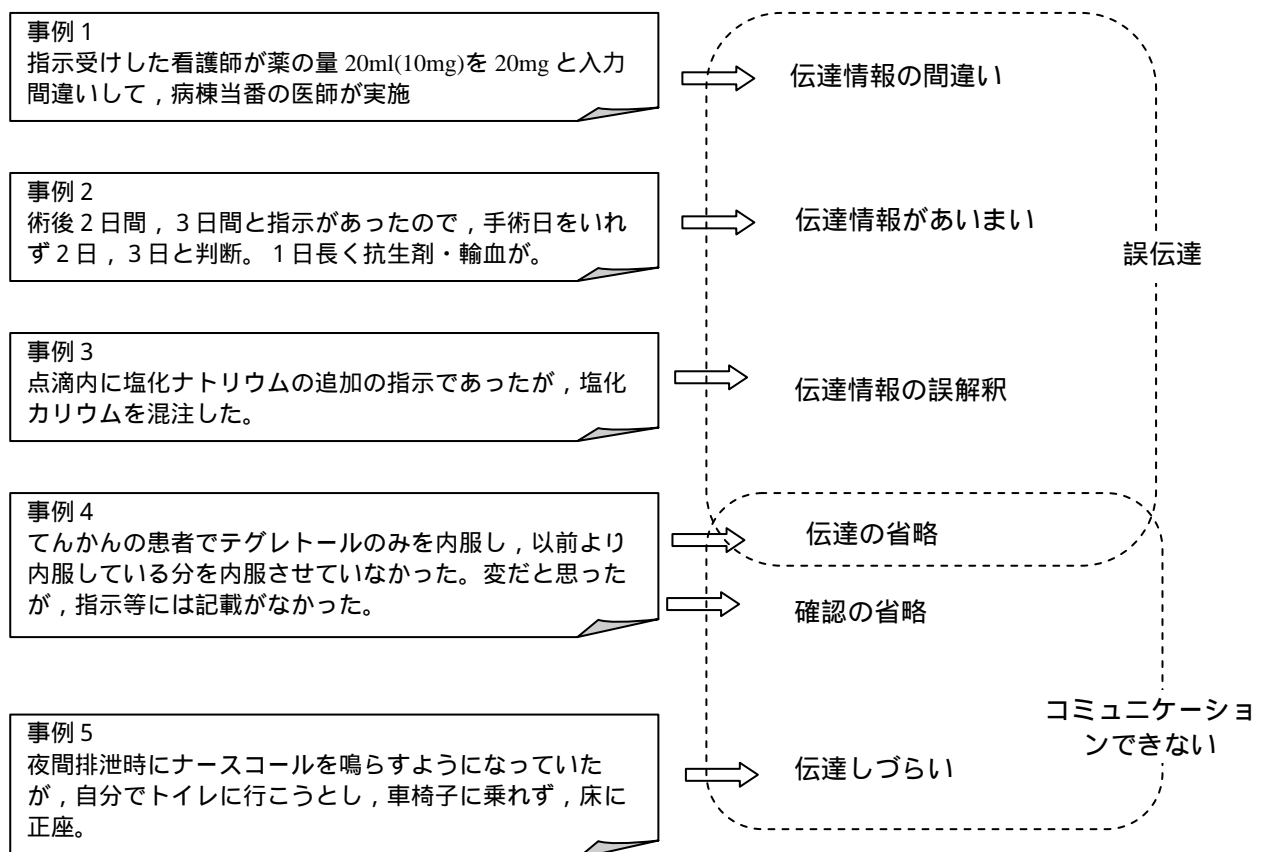 事例1
指示受けした看護師が薬の量 20ml(10mg)を 20mg と入力
間違いして，病棟当番の医師が実施
伝達情報の間違い
事例2
術後2日間，3日間と指示があったので，手術日をいれ
ず2日，3日と判断。1日長く抗生剤・輸血が。
伝達情報があいまい
誤伝達
事例3
点滴内に塩化ナトリウムの追加の指示であったが，塩化
カリウムを混注した。
伝達情報の誤解釈
事例4
てんかんの患者でテグレトールのみを内服し，以前より
内服している分を内服させていなかった。変だと思った
が，指示等には記載がなかった。
伝達の省略
確認の省略
コミュニケーショ
ンできない
事例5
夜間排泄時にナースコールを鳴らすようになっていた
が，自分でトイレに行こうとし，車椅子に乗れず，床に
正座。
伝達しづらい